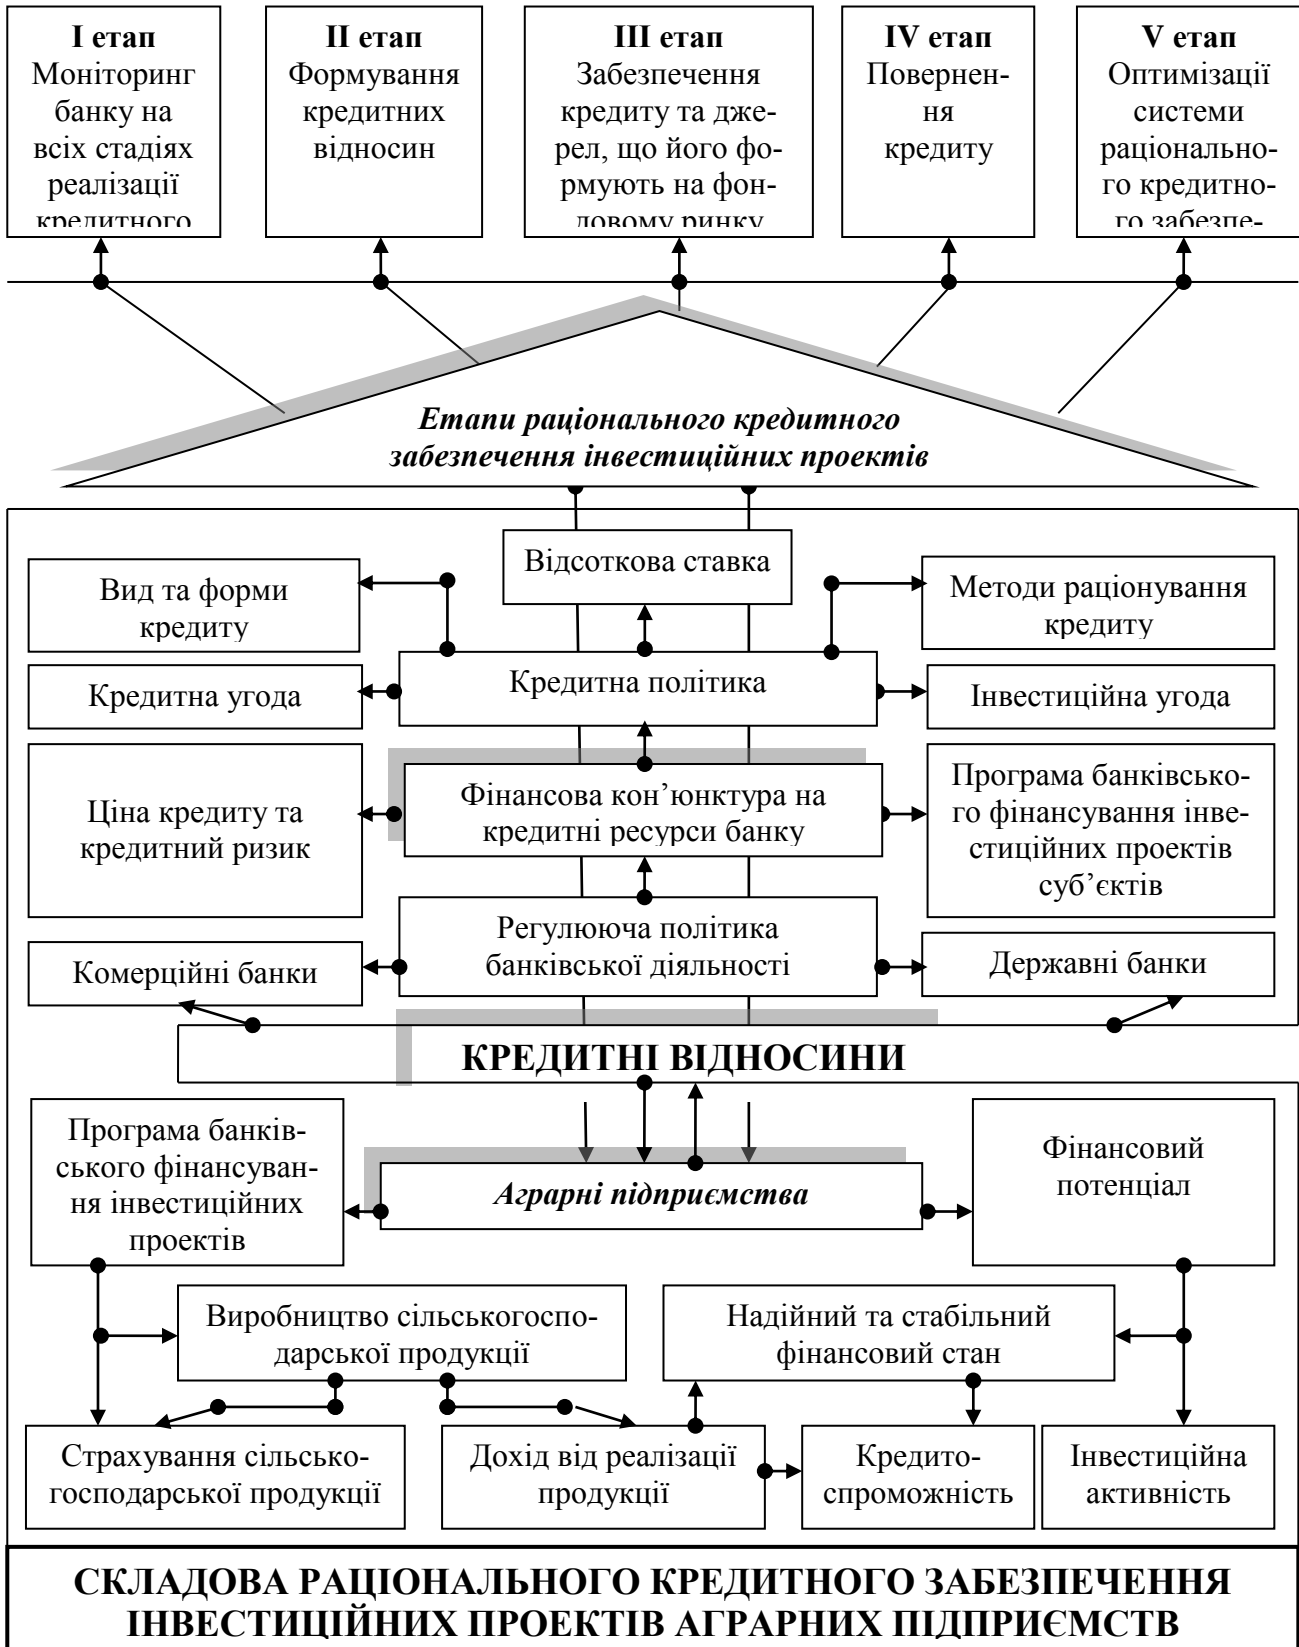 I етап
Моніторинг
банку на
всіх стадіях
реалізації
кредитного
II етап
Формування
кредитних
відносин
III етап
Забезпечення
кредиту та дже-
рел, що його фо-
рмують на фон-
довому ринку
IV етап
Повернен-
ня
кредиту
V етап
Оптимізації
системи
раціонально-
го кредитно-
го забезпе-
Етапи раціонального кредитного
забезпечення інвестиційних проектів
Відсоткова ставка
Вид та форми
кредиту
Методи раціонування
кредиту
Кредитна угода
Кредитна політика
Інвестиційна угода
Ціна кредиту та
кредитний ризик
Фінансова кон’юнктура на
кредитні ресурси банку
Програма банківсько-
го фінансування інве-
стиційних проектів
суб’єктів
Комерційні банки
Регулююча політика
банківської діяльності
Державні банки
КРЕДИТНІ ВІДНОСИНИ
Програма банків-
ського фінансуван-
ня інвестиційних
проектів
Аграрні підприємства
Фінансовий
потенціал
Виробництво сільськогоспо-
дарської продукції
Надійний та стабільний
фінансовий стан
Страхування сільсько-
господарської продукції
Дохід від реалізації
продукції
Кредито-
спроможність
Інвестиційна
активність
СКЛАДОВА РАЦІОНАЛЬНОГО КРЕДИТНОГО ЗАБЕЗПЕЧЕННЯ
ІНВЕСТИЦІЙНИХ ПРОЕКТІВ АГРАРНИХ ПІДПРИЄМСТВ